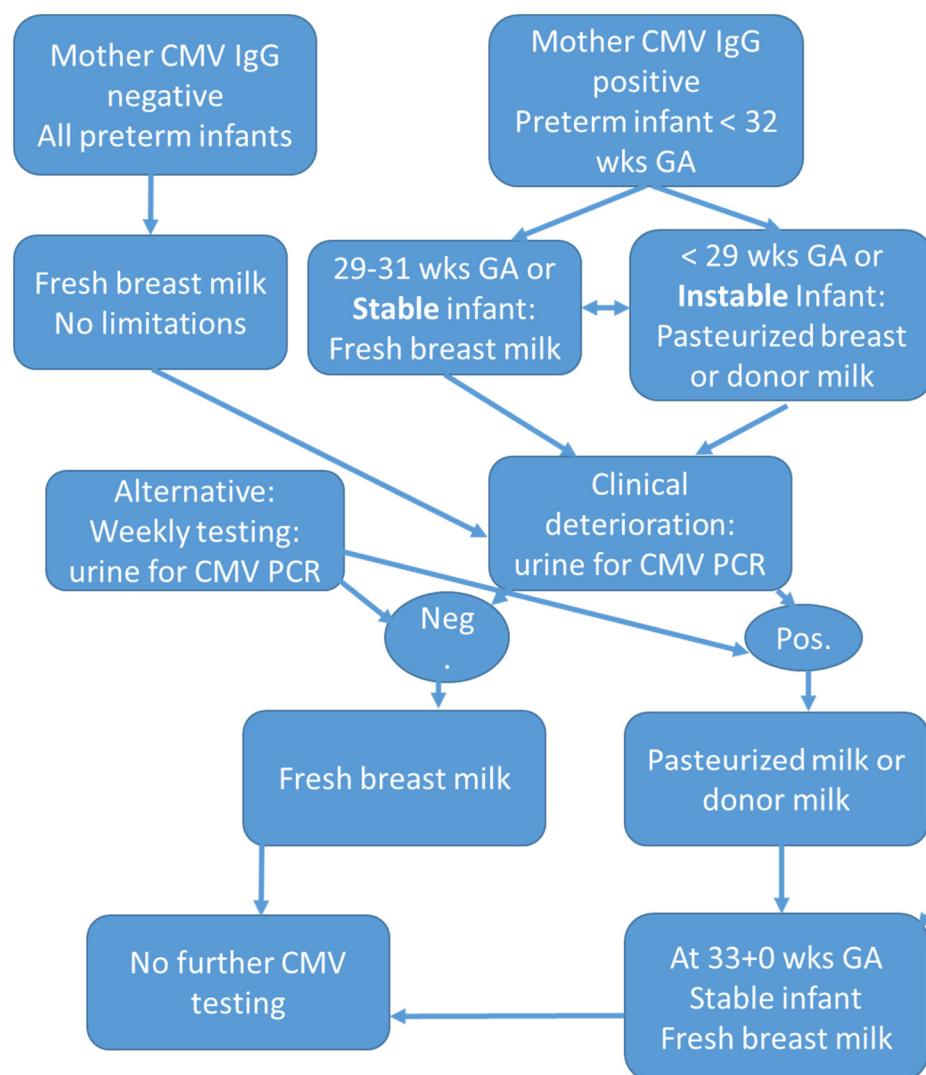 Mother CMV IgG
negative
All preterm infants
Mother CMV IgG
positive
Preterm infant < 32
wks GA
Fresh breast milk
No limitations
29-31 wks GA or
Stable infant:
Fresh breast milk
< 29 wks GA or
Instable Infant:
Pasteurized breast
or donor milk
Alternative:
Weekly testing:
urine for CMV PCR
Clinical
deterioration:
urine for CMV PCR
Neg
.
Pos.
Fresh breast milk
Pasteurized milk or
donor milk
No further CMV
testing
At 33+0 wks GA
Stable infant
Fresh breast milk